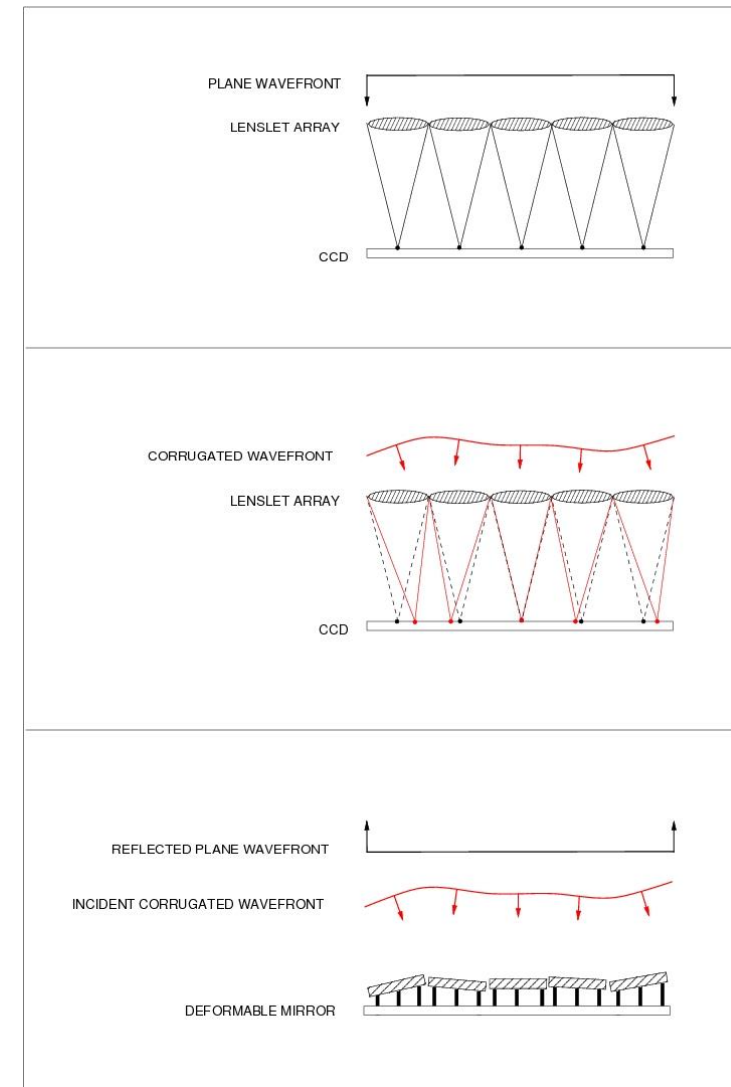 PLANE WAVEFRONT
LENSLET ARRAY
CCD
CORRUGATED WAVEFRONT
LENSLET ARRAY
CCD
REFLECTED PLANE WAVEFRONT
INCIDENT CORRUGATED WAVEFRONT
DEFORMABLE MIRROR